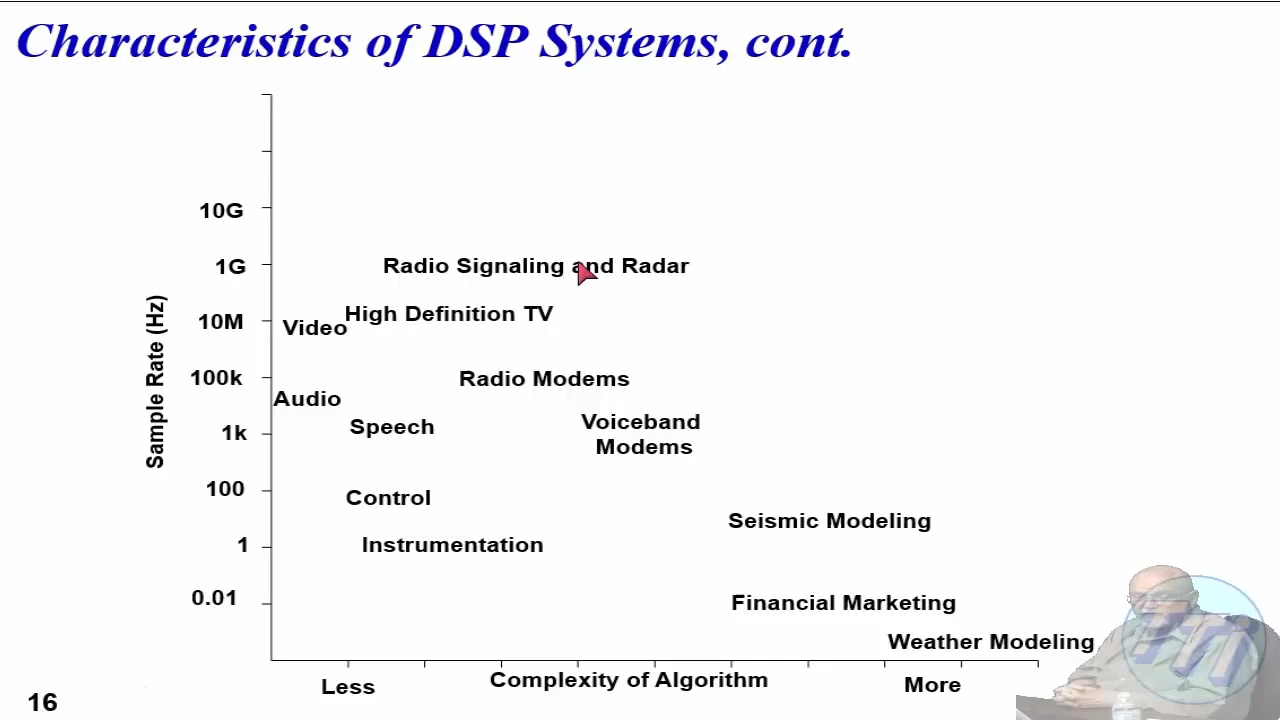 Characteristics of DSP Systems, cont.
10G
Radio Signaling and Radar
1G
High Definition TV
10M
Video
Radio Modems
100k
Audio
Voiceband
Speech
1k
Modems
Sample Rate (Hz)
100
Control
Seismic Modeling
1
Instrumentation
0.01
Financial Marketing
Weather Modeling
Less
Complexity of Algorithm
More
16